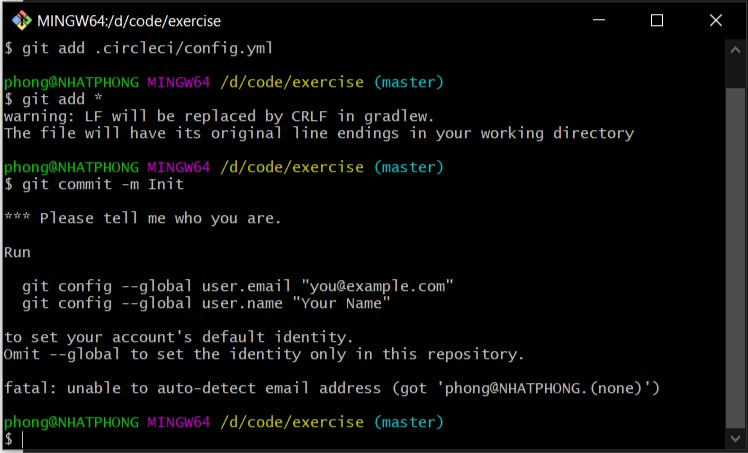 MINGW64:/d/code/exercise
$ git add .circleci/config.yml
phong@NHATPHONG MINGW64 /d/code/exercise (master)
$ git add *
warning: LF will be replaced by CRLF in gradlew.
The file will have its original line endings in your working directory
phong@NHATPHONG MINGW64 /d/code/exercise (master)
$ git commit -m Init
*** Please tell me who you are.
Run
  git config --global user.email "you@example.com"
  git config --global user.name "Your Name"
to set your account's default identity.
Omit --global to set the identity only in this repository.
fatal: unable to auto-detect email address (got 'phong@NHATPHONG.(none)')
phong@NHATPHONG MINGW64 /d/code/exercise (master)
$